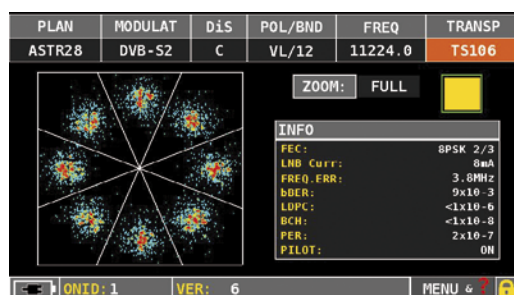 PLAN MODULAT DiS POL/BND FREQ TRANSP
ASTR28 DVB-S2 C VL/12 11224.0 TS106
ZOOM: FULL
INFO
FEC: 8PSK 2/3
LNB Curr: 8mA
FREQ.ERR: 3.8MHz
bBER: 9x10-3
LDPC: <1x10-6
BCH: <1x10-8
PER: 2x10-7
PILOT: ON
ONID:1 VER: 6 MENU & ?